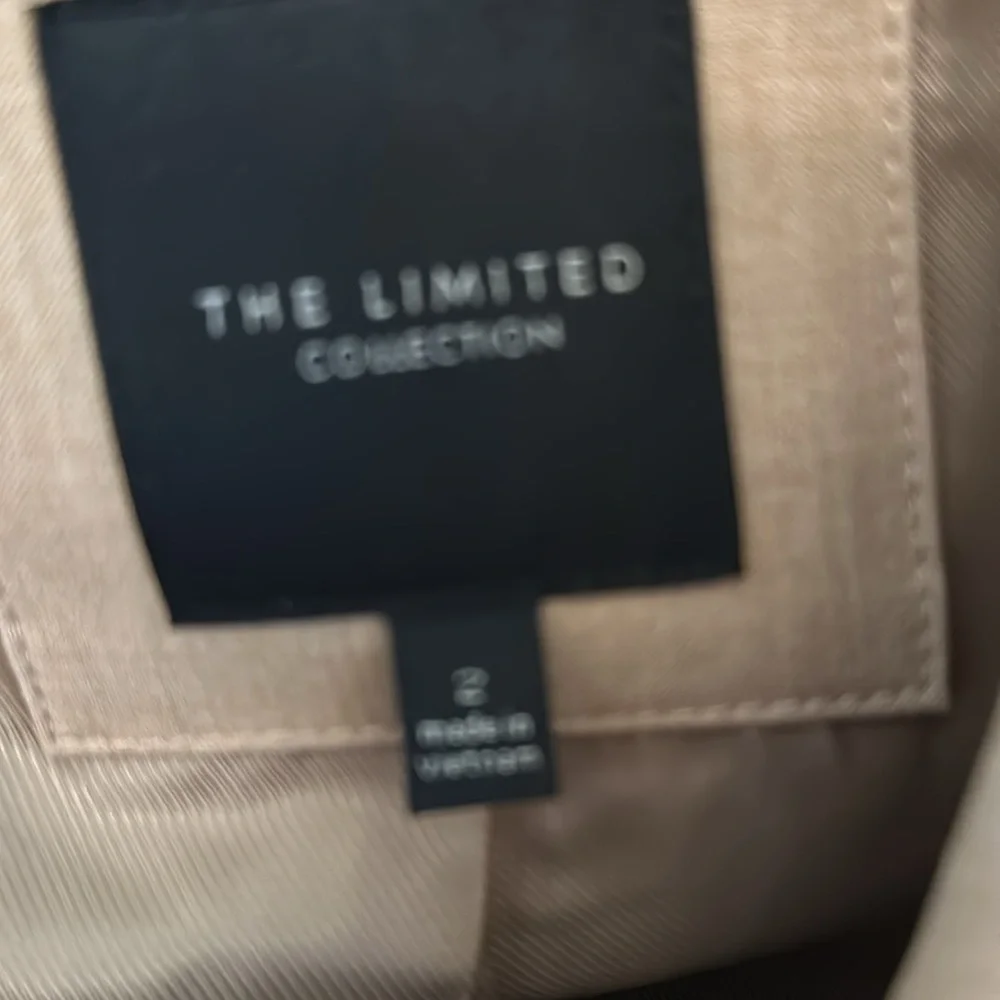 THE LIMITED
COLLECTION
2
made in
vietnam